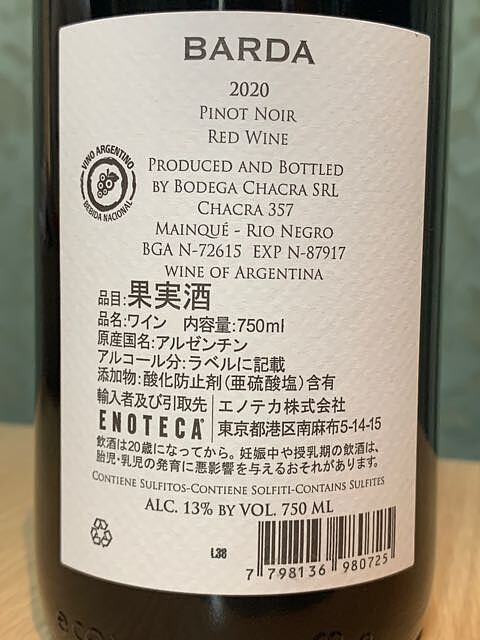 BARDA
2020
PINOT NOIR
RED WINE
VINO ARGENTINO
BEBIDA NACIONAL
PRODUCED AND BOTTLED
BY BODEGA CHACRA SRL
CHACRA 357
MAINQUÉ - RIO NEGRO
BGA N-72615 EXP N-87917
WINE OF ARGENTINA
品目:果実酒
品名:ワイン 内容量:750ml
原産国名:アルゼンチン
アルコール分:ラベルに記載
添加物:酸化防止剤(亜硫酸塩)含有
輸入者及び引取先 エノテカ株式会社
ENOTECA 東京都港区南麻布5-14-15
飲酒は20歳になってから。妊娠中や授乳期の飲酒は、
胎児・乳児の発育に悪影響を与えるおそれがあります。
CONTIENE SULFITOS-CONTIENE SOLFITI-CONTAINS SULFITES
ALC. 13% BY VOL. 750 ML
L38
7 798136 980725